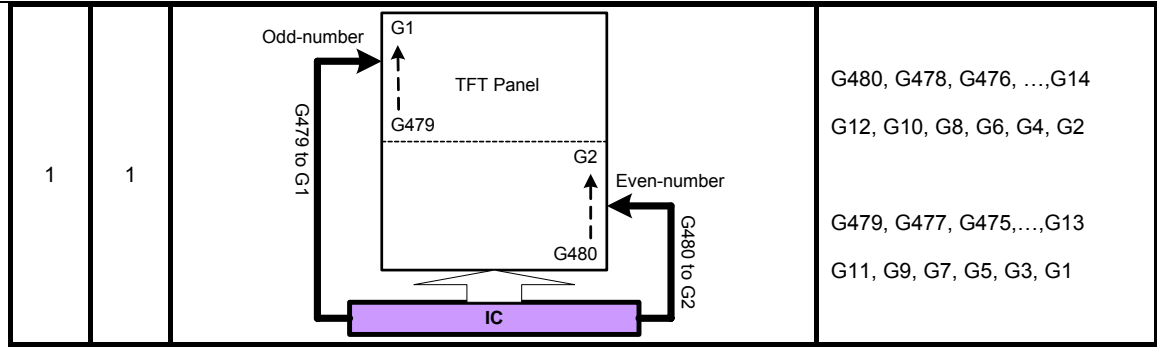 1
1
Odd-number
G1
TFT Panel
G479
G479 to G1
G2
Even-number
G480
G480 to G2
IC
G480, G478, G476, …,G14
G12, G10, G8, G6, G4, G2
G479, G477, G475,…,G13
G11, G9, G7, G5, G3, G1